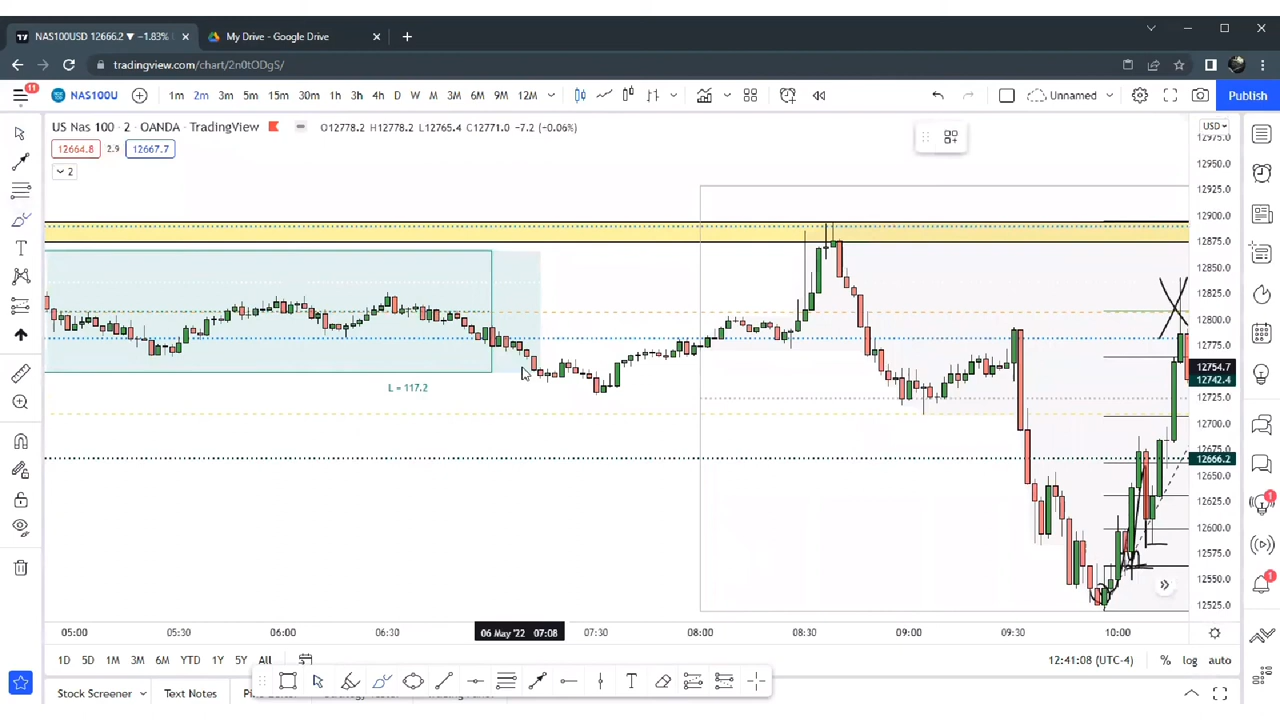 NAS100USD 12666.2 ▼ −1.83%
My Drive - Google Drive
tradingview.com/chart/2n0tODgS/
11
NAS100U
1m 2m 3m 5m 15m 30m 1h 3h 4h D W M 3M 6M 9M 12M
Unnamed
Publish
US Nas 100 · 2 · OANDA · TradingView
O12778.2 H12778.2 L12765.4 C12771.0 -7.2 (-0.06%)
12664.8 2.9 12667.7
2
USD
12975.0
12950.0
12925.0
12900.0
12875.0
12850.0
12825.0
12800.0
12775.0
12754.7
12742.4
12725.0
12700.0
12675.0
12666.2
12650.0
12625.0
12600.0
12575.0
12550.0
12525.0
L = 117.2
1
1
05:00 05:30 06:00 06:30 06 May '22 07:08 07:30 08:00 08:30 09:00 09:30 10:00
1D 5D 1M 3M 6M YTD 1Y 5Y All
12:41:08 (UTC-4) % log auto
Stock Screener Text Notes